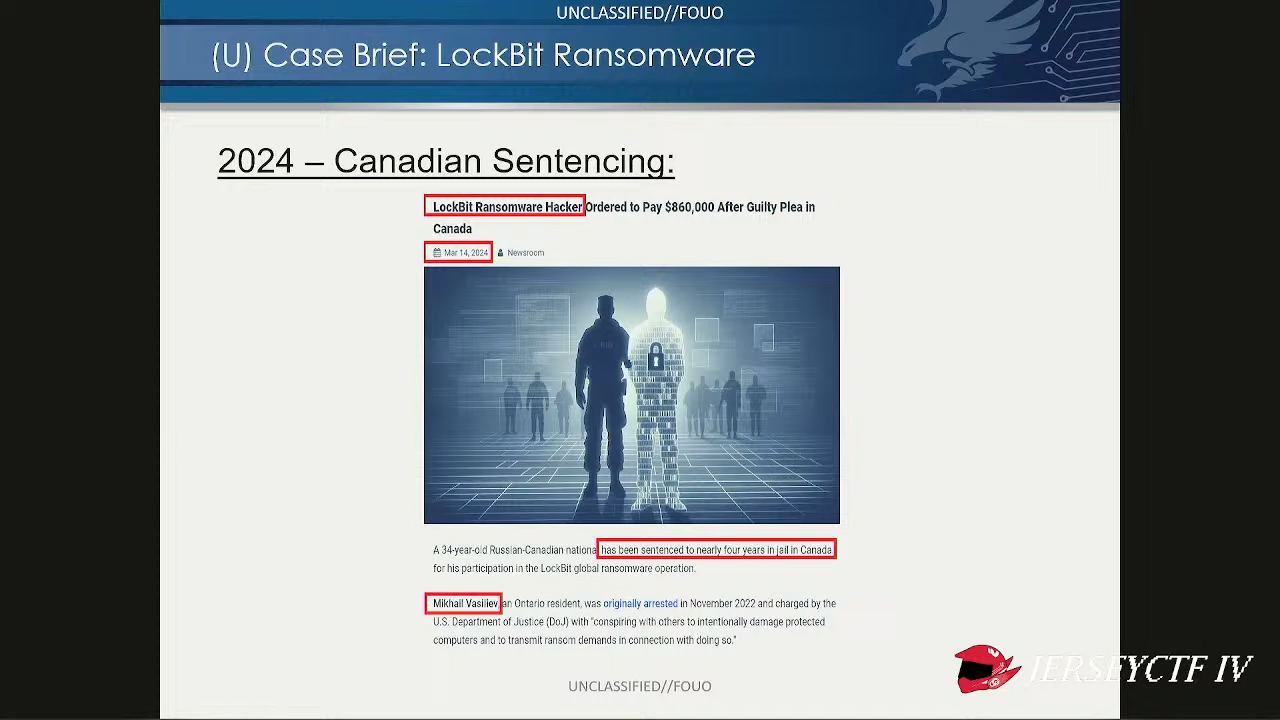 UNCLASSIFIED//FOUO
(U) Case Brief: LockBit Ransomware
2024 – Canadian Sentencing:
LockBit Ransomware Hacker Ordered to Pay $860,000 After Guilty Plea in
Canada
Mar 14, 2024 Newsroom
A 34-year-old Russian-Canadian national has been sentenced to nearly four years in jail in Canada
for his participation in the LockBit global ransomware operation.
Mikhail Vasiliev, an Ontario resident, was originally arrested in November 2022 and charged by the
U.S. Department of Justice (DoJ) with "conspiring with others to intentionally damage protected
computers and to transmit ransom demands in connection with doing so."
JERSEYCTF IV
UNCLASSIFIED//FOUO